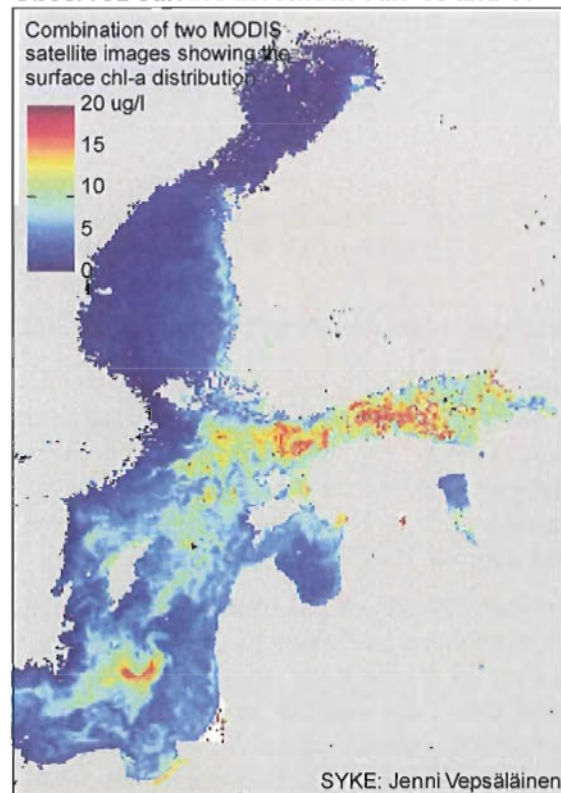 Combination of two MODIS
satellite images showing the
surface chl-a distribution
20 ug/l
15
10
5
0
SYKE: Jenni Vepsäläinen